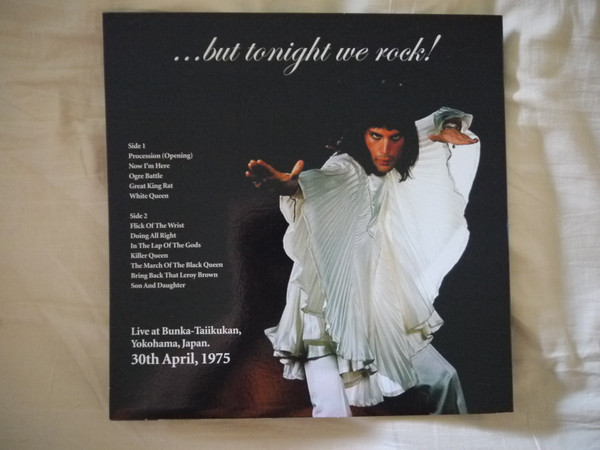 ...but tonight we rock!
Side 1
Procession (Opening)
Now I'm Here
Ogre Battle
Great King Rat
White Queen
Side 2
Flick Of The Wrist
Doing All Right
In The Lap Of The Gods
Killer Queen
The March Of The Black Queen
Bring Back That Leroy Brown
Son And Daughter
Live at Bunka-Taiikukan,
Yokohama, Japan.
30th April, 1975